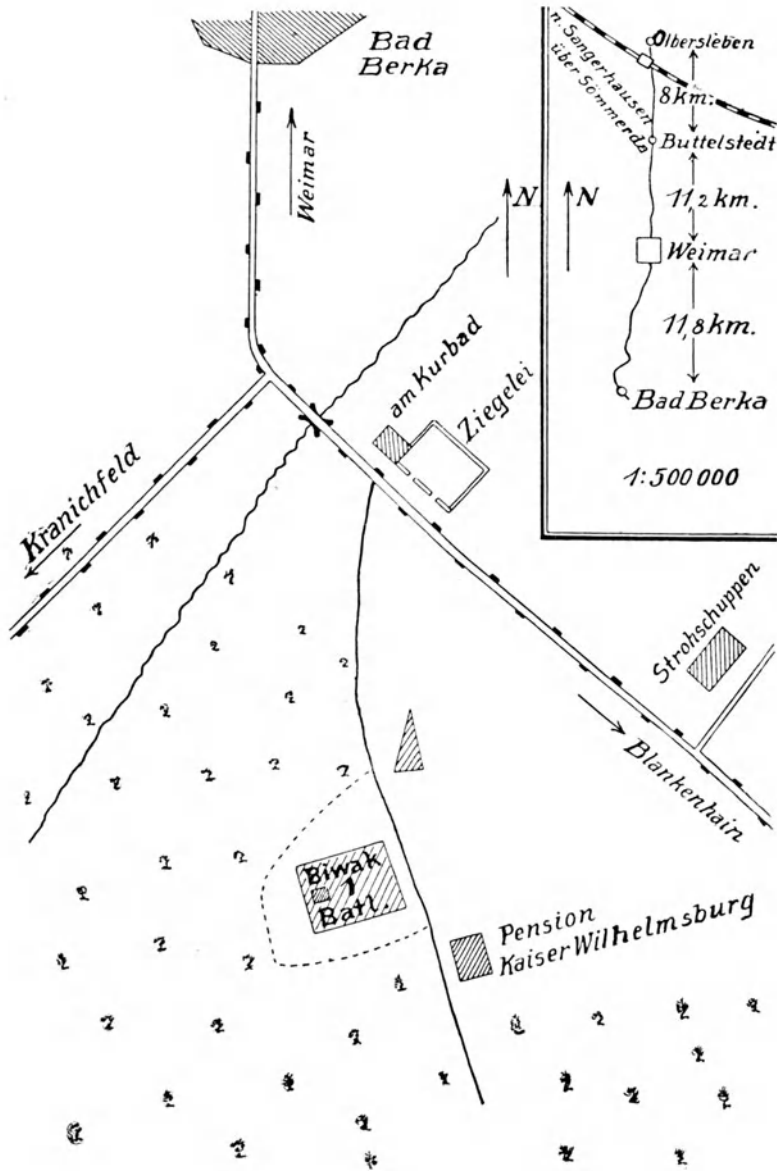 Bad
Berka
Weimar
N
N
n. Sangerhausen
über Sömmerda
Olbersleben
8 km.
Buttelstedt
11,2 km.
Weimar
11,8 km.
Bad Berka
1:500 000
am Kurbad
Ziegelei
Kranichfeld
Strohschuppen
Blankenhain
Biwak
1
Batl.
Pension
Kaiser Wilhelmsburg